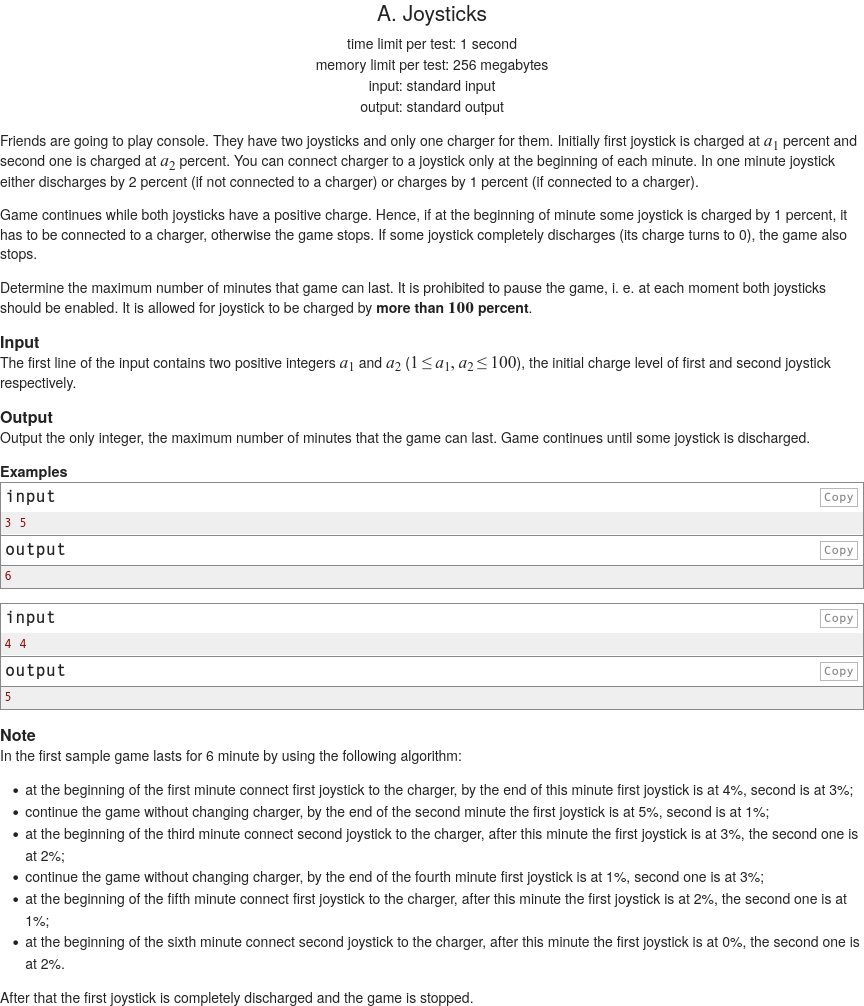 A. Joysticks
time limit per test: 1 second
memory limit per test: 256 megabytes
input: standard input
output: standard output
Friends are going to play console. They have two joysticks and only one charger for them. Initially first joystick is charged at a1 percent and
second one is charged at a2 percent. You can connect charger to a joystick only at the beginning of each minute. In one minute joystick
either discharges by 2 percent (if not connected to a charger) or charges by 1 percent (if connected to a charger).
Game continues while both joysticks have a positive charge. Hence, if at the beginning of minute some joystick is charged by 1 percent, it
has to be connected to a charger, otherwise the game stops. If some joystick completely discharges (its charge turns to 0), the game also
stops.
Determine the maximum number of minutes that game can last. It is prohibited to pause the game, i. e. at each moment both joysticks
should be enabled. It is allowed for joystick to be charged by more than 100 percent.
Input
The first line of the input contains two positive integers a1 and a2 (1 ≤ a1, a2 ≤ 100), the initial charge level of first and second joystick
respectively.
Output
Output the only integer, the maximum number of minutes that the game can last. Game continues until some joystick is discharged.
Examples
input Copy
3 5
output Copy
6
input Copy
4 4
output Copy
5
Note
In the first sample game lasts for 6 minute by using the following algorithm:
• at the beginning of the first minute connect first joystick to the charger, by the end of this minute first joystick is at 4%, second is at 3%;
• continue the game without changing charger, by the end of the second minute the first joystick is at 5%, second is at 1%;
• at the beginning of the third minute connect second joystick to the charger, after this minute the first joystick is at 3%, the second one is
at 2%;
• continue the game without changing charger, by the end of the fourth minute first joystick is at 1%, second one is at 3%;
• at the beginning of the fifth minute connect first joystick to the charger, after this minute the first joystick is at 2%, the second one is at
1%;
• at the beginning of the sixth minute connect second joystick to the charger, after this minute the first joystick is at 0%, the second one is
at 2%.
After that the first joystick is completely discharged and the game is stopped.